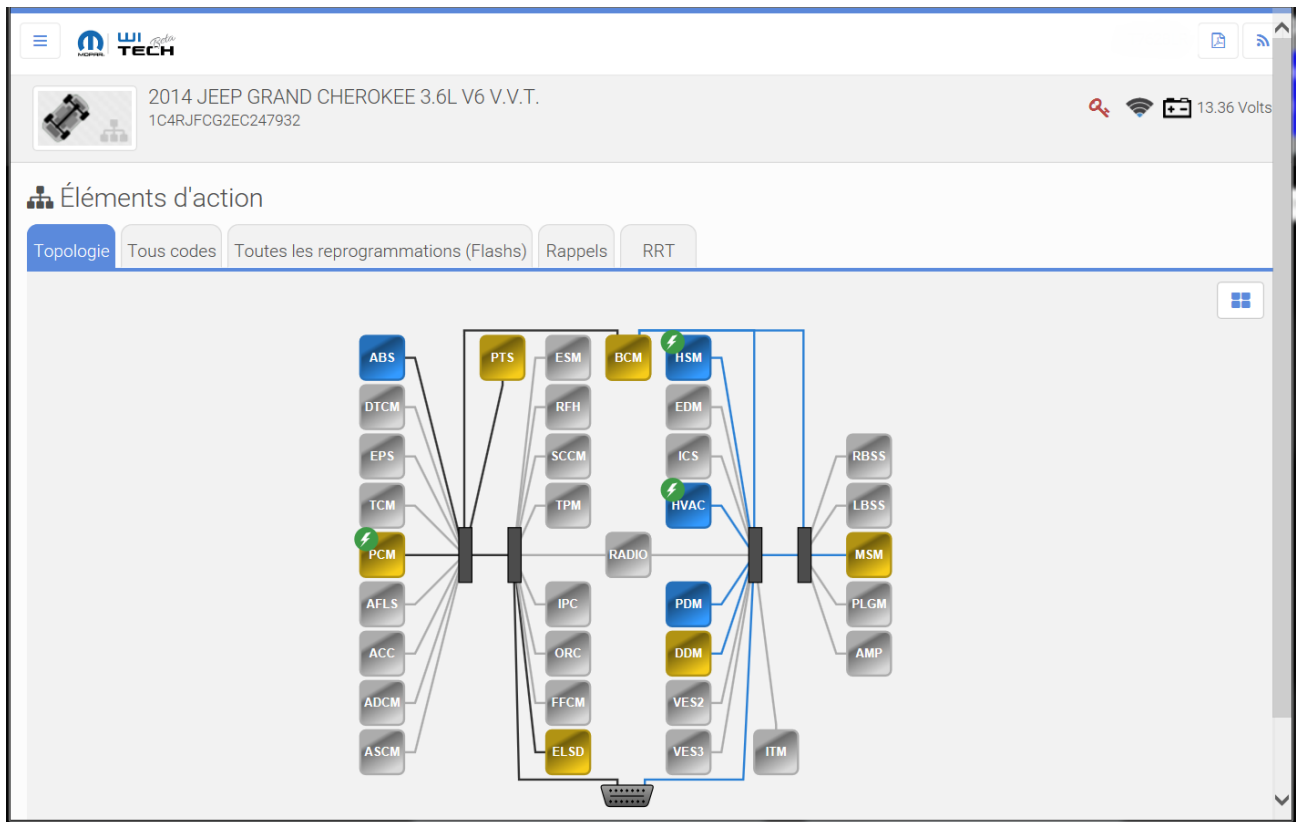 MOPAR WI TECH Beta
2014 JEEP GRAND CHEROKEE 3.6L V6 V.V.T.
1C4RJFCG2EC247932
13.36 Volts
Éléments d'action
Topologie Tous codes Toutes les reprogrammations (Flashs) Rappels RRT
ABS PTS ESM BCM HSM
DTCM RFH EDM
EPS SCCM ICS RBSS
TCM TPM HVAC LBSS
PCM RADIO MSM
AFLS IPC PDM PLGM
ACC ORC DDM AMP
ADCM FFCM VES2
ASCM ELSD VES3 ITM